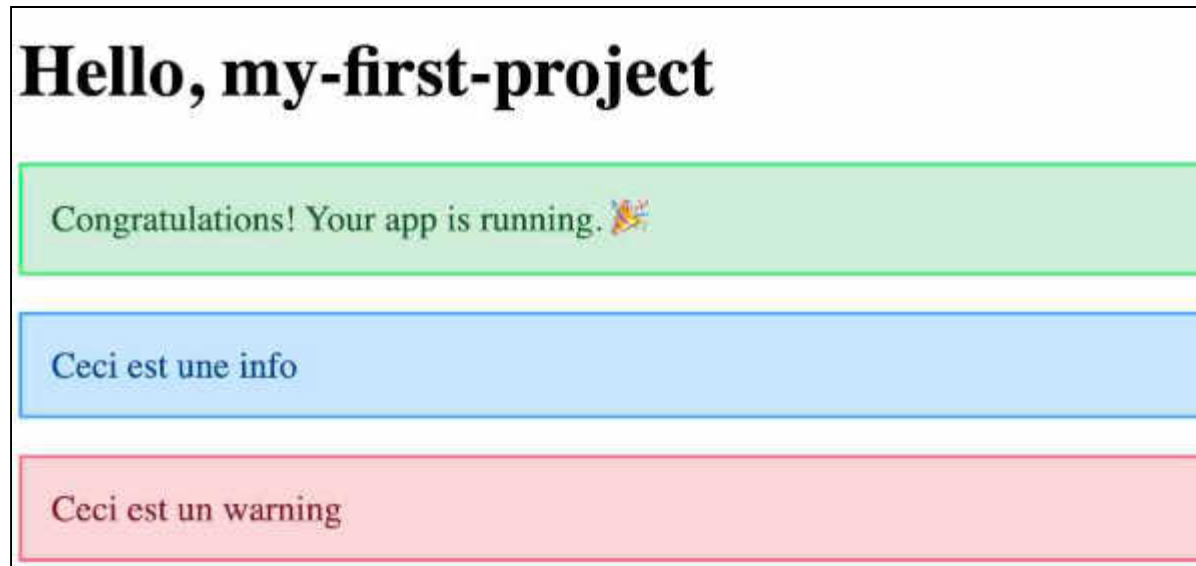 Hello, my-first-project
Congratulations! Your app is running. 🎉
Ceci est une info
Ceci est un warning